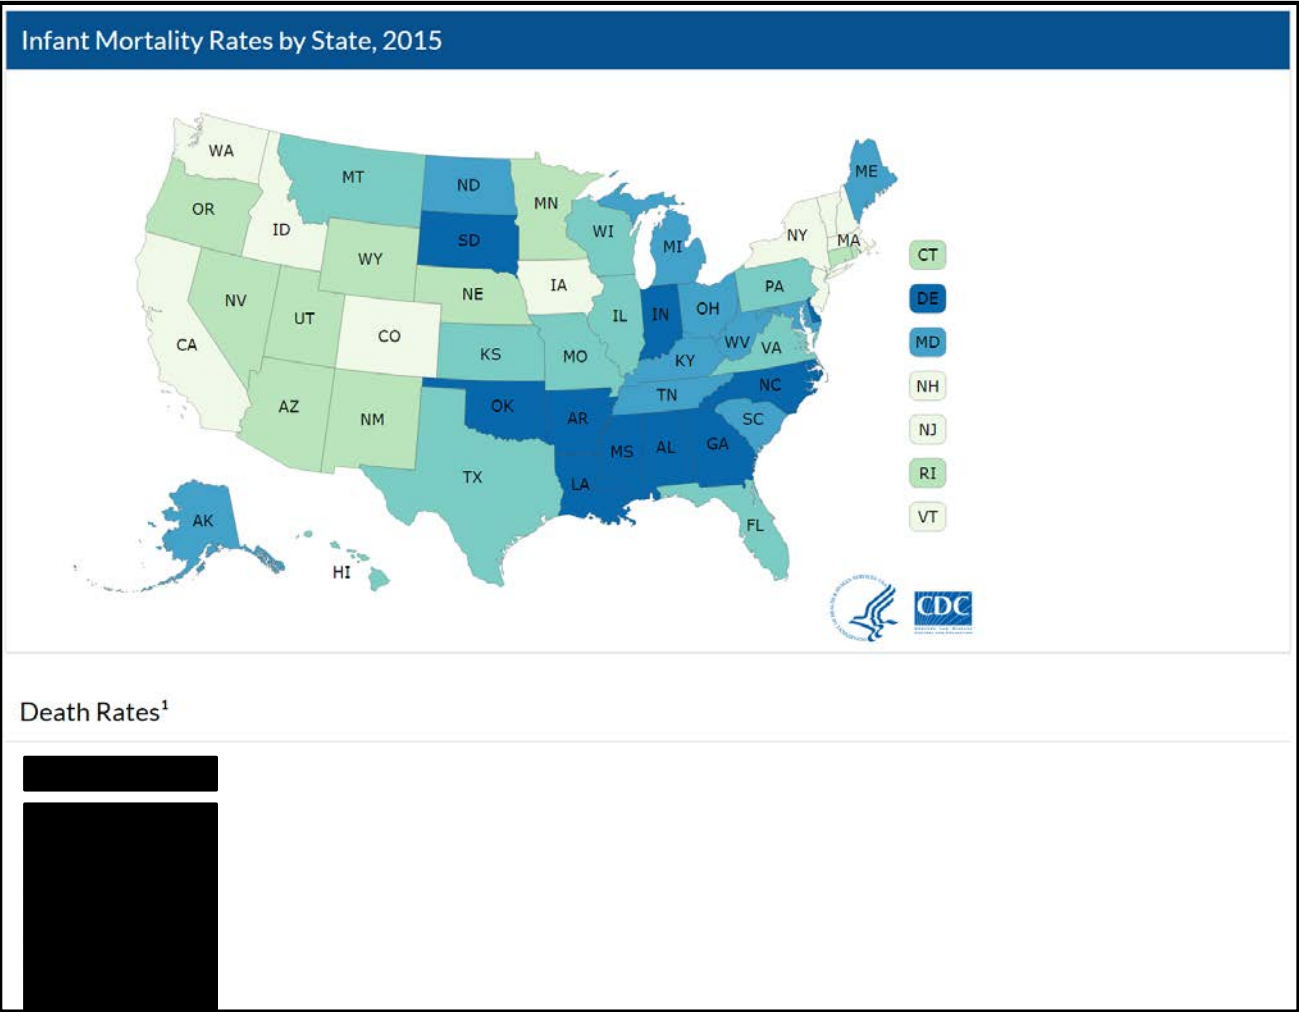 Infant Mortality Rates by State, 2015
WA
MT
ND
ME
OR
MN
ID
SD
WI
NY
MA
MI
WY
CT
IA
PA
NE
NV
DE
UT
IL
IN
OH
CO
MD
CA
WV
VA
KS
MO
KY
NC
NH
TN
AZ
OK
AR
SC
NM
NJ
MS
AL
GA
TX
LA
RI
AK
FL
VT
HI
CDC
Death Rates1